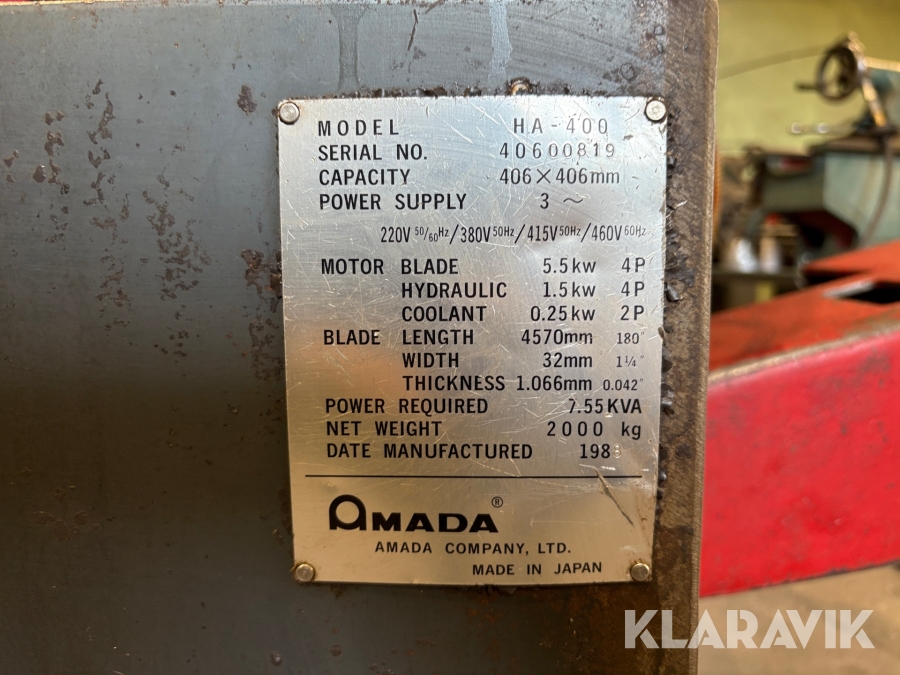 MODEL HA-400
SERIAL NO. 40600819
CAPACITY 406×406mm
POWER SUPPLY 3 ~
220V 50/60Hz/380V 50Hz/415V 50Hz/460V 60Hz
MOTOR BLADE 5.5kw 4P
HYDRAULIC 1.5kw 4P
COOLANT 0.25kw 2P
BLADE LENGTH 4570mm 180"
WIDTH 32mm 1¼"
THICKNESS 1.066mm 0.042"
POWER REQUIRED 7.55KVA
NET WEIGHT 2000 kg
DATE MANUFACTURED
AMADA®
AMADA COMPANY, LTD.
MADE IN JAPAN
KLARAVIK